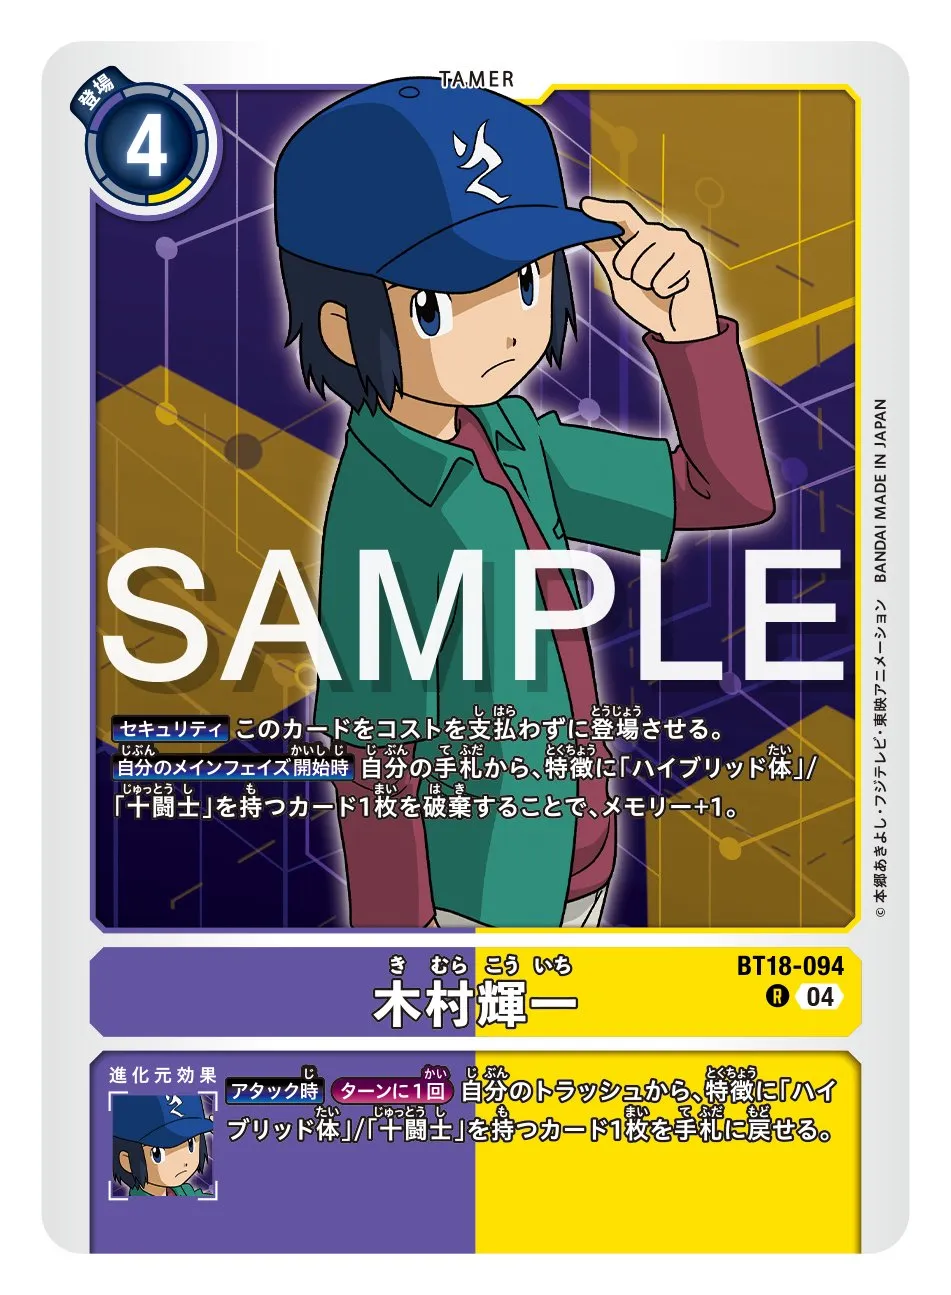 TAMER
登場
4
SAMPLE
セキュリティ このカードをコストを支払わずに登場させる。
自分のメインフェイズ開始時 自分の手札から、特徴に「ハイブリッド体」/
「十闘士」を持つカード1枚を破棄することで、メモリー+1。
© 本郷あきよし・フジテレビ・東映アニメーション BANDAI MADE IN JAPAN
き むら こう いち
木村輝一
BT18-094
R 04
進化元効果
アタック時 ターンに1回 自分のトラッシュから、特徴に「ハイ
ブリッド体」/「十闘士」を持つカード1枚を手札に戻せる。